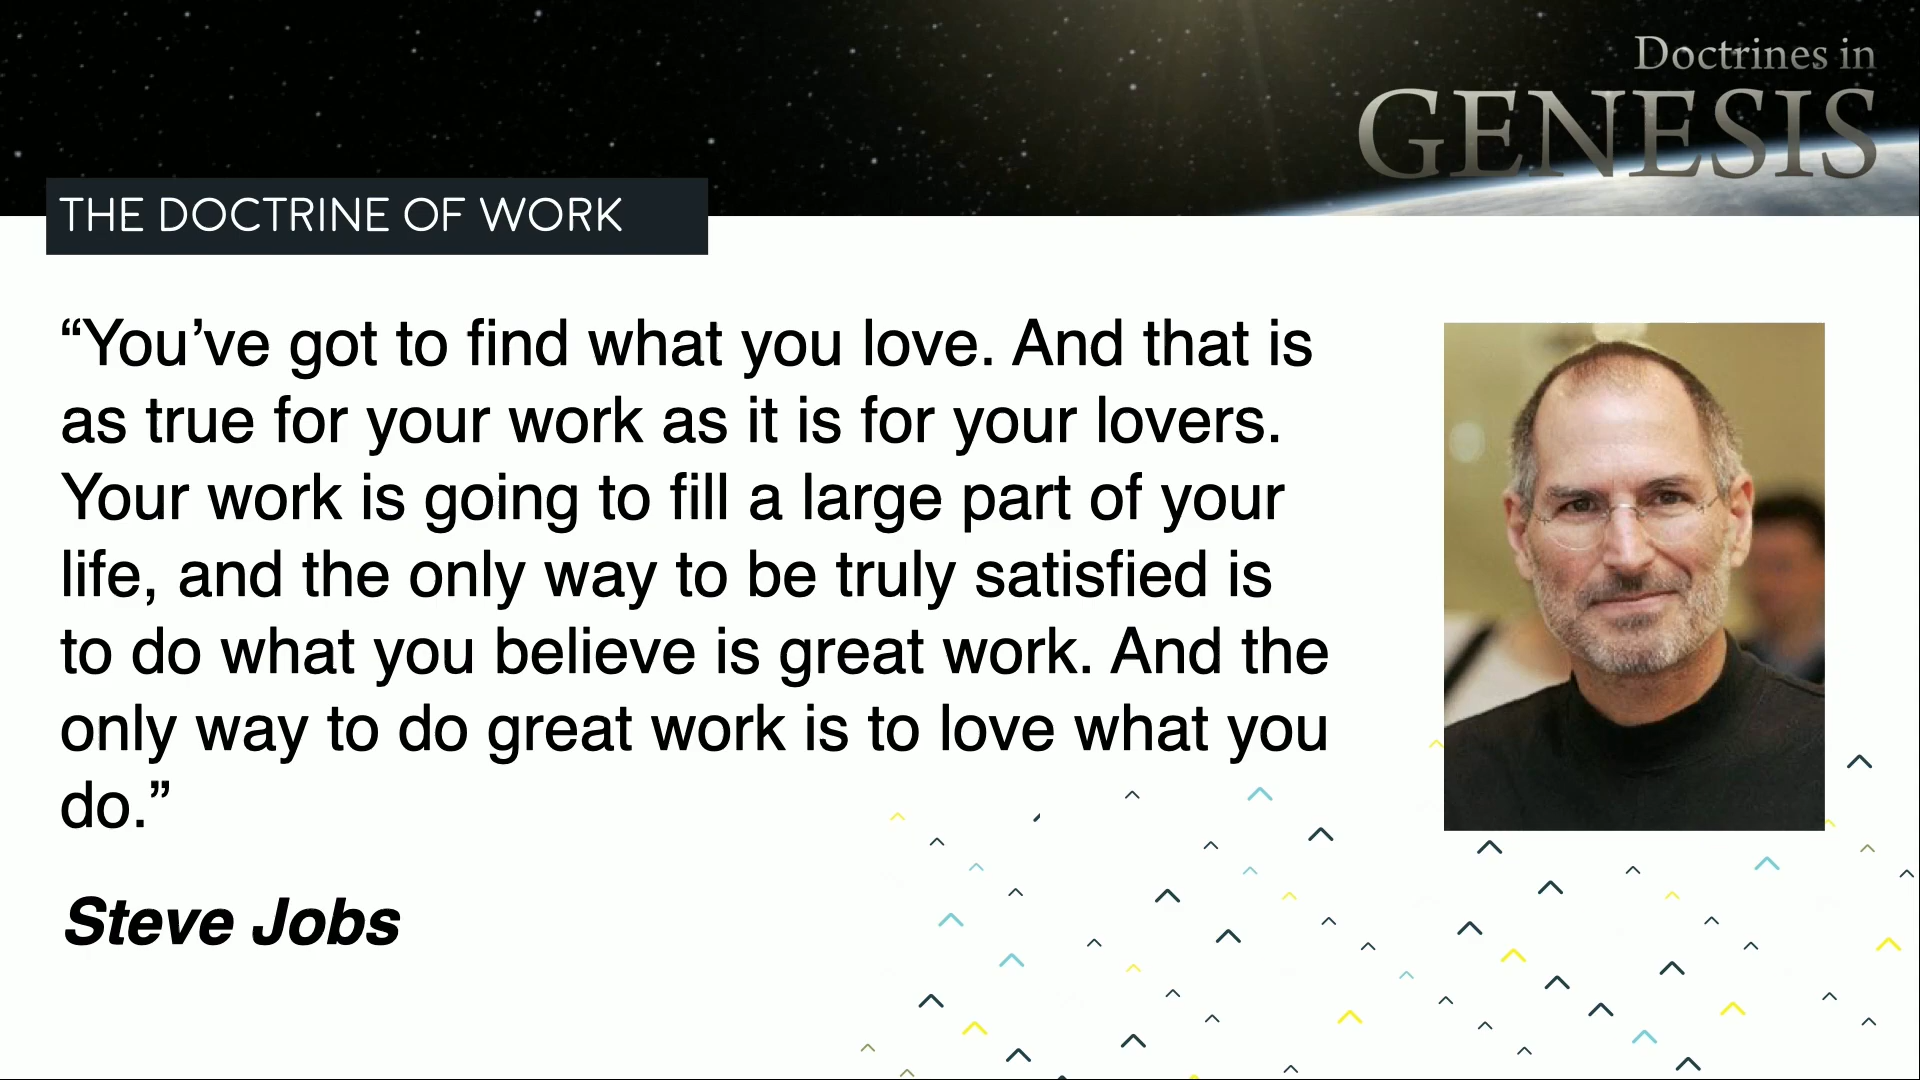 Doctrines in
GENESIS
THE DOCTRINE OF WORK
“You’ve got to find what you love. And that is
as true for your work as it is for your lovers.
Your work is going to fill a large part of your
life, and the only way to be truly satisfied is
to do what you believe is great work. And the
only way to do great work is to love what you
do.”
Steve Jobs